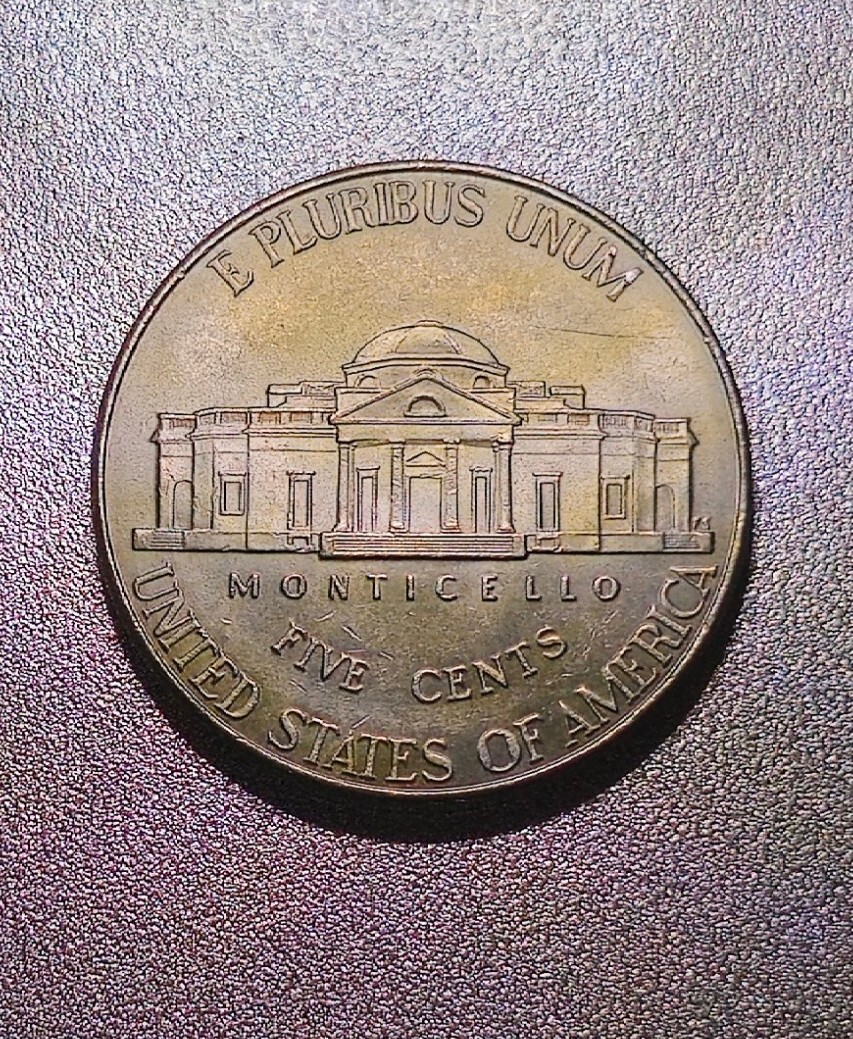 E PLURIBUS UNUM
MONTICELLO
FIVE CENTS
UNITED STATES OF AMERICA